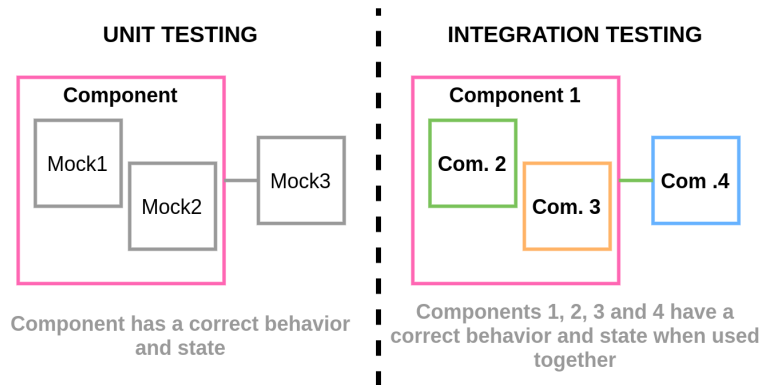 UNIT TESTING
Component
Mock1
Mock2
Mock3
Component has a correct behavior
and state
INTEGRATION TESTING
Component 1
Com. 2
Com. 3
Com .4
Components 1, 2, 3 and 4 have a
correct behavior and state when used
together